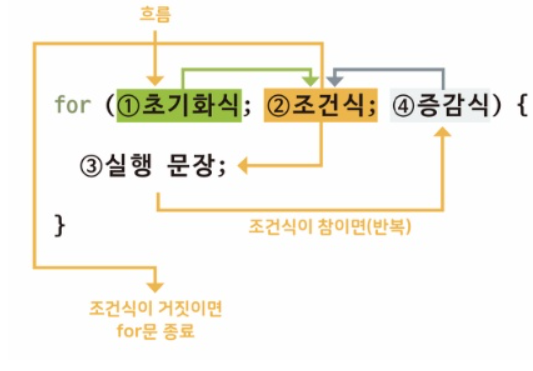 흐름
for (①초기화식; ②조건식; ④증감식) {
③실행 문장;
조건식이 참이면(반복)
}
조건식이 거짓이면
for문 종료